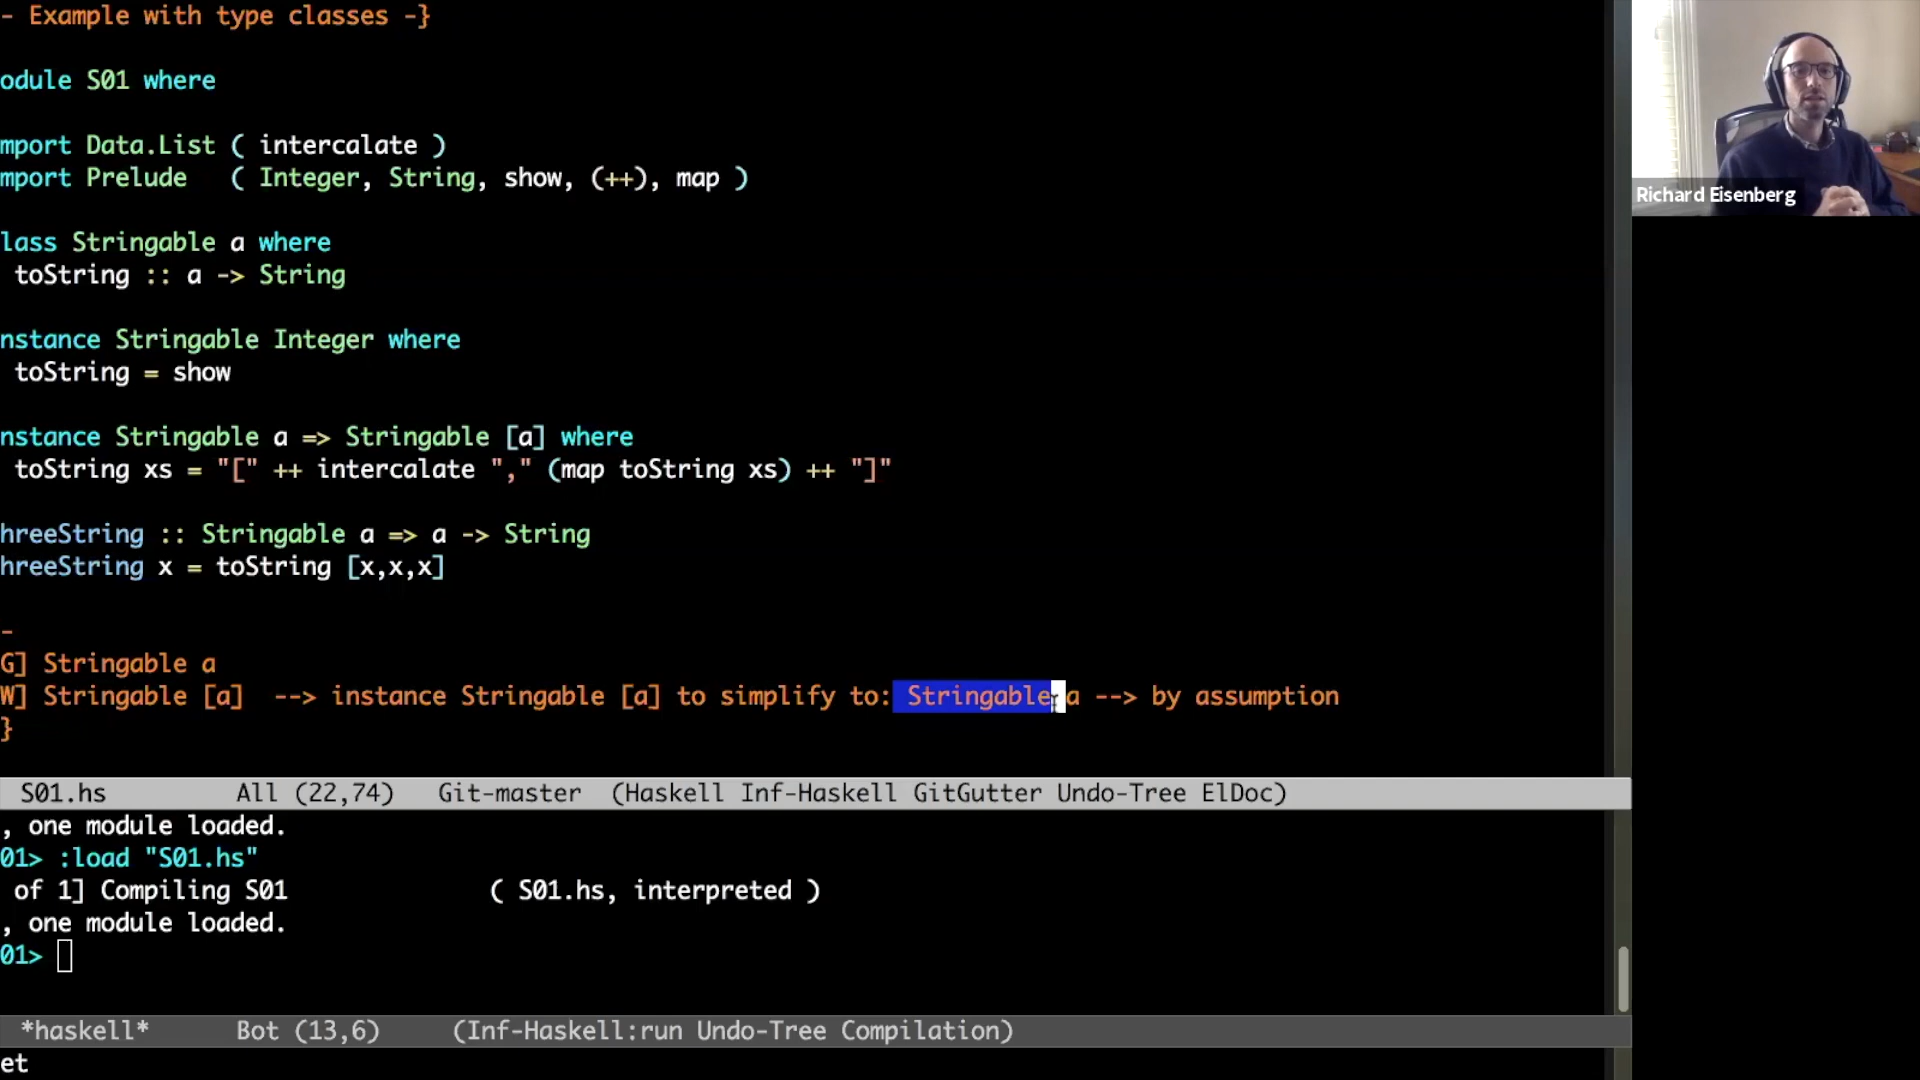 - Example with type classes -}
odule S01 where
mport Data.List ( intercalate )
mport Prelude   ( Integer, String, show, (++), map )
lass Stringable a where
toString :: a -> String
nstance Stringable Integer where
toString = show
nstance Stringable a => Stringable [a] where
toString xs = "[" ++ intercalate "," (map toString xs) ++ "]"
hreeString :: Stringable a => a -> String
hreeString x = toString [x,x,x]
-
G] Stringable a
W] Stringable [a]  --> instance Stringable [a] to simplify to: Stringable a --> by assumption
}
S01.hs         All (22,74)   Git-master  (Haskell Inf-Haskell GitGutter Undo-Tree ElDoc)
, one module loaded.
01> :load "S01.hs"
of 1] Compiling S01              ( S01.hs, interpreted )
, one module loaded.
01>
*haskell*      Bot (13,6)    (Inf-Haskell:run Undo-Tree Compilation)
et
Richard Eisenberg